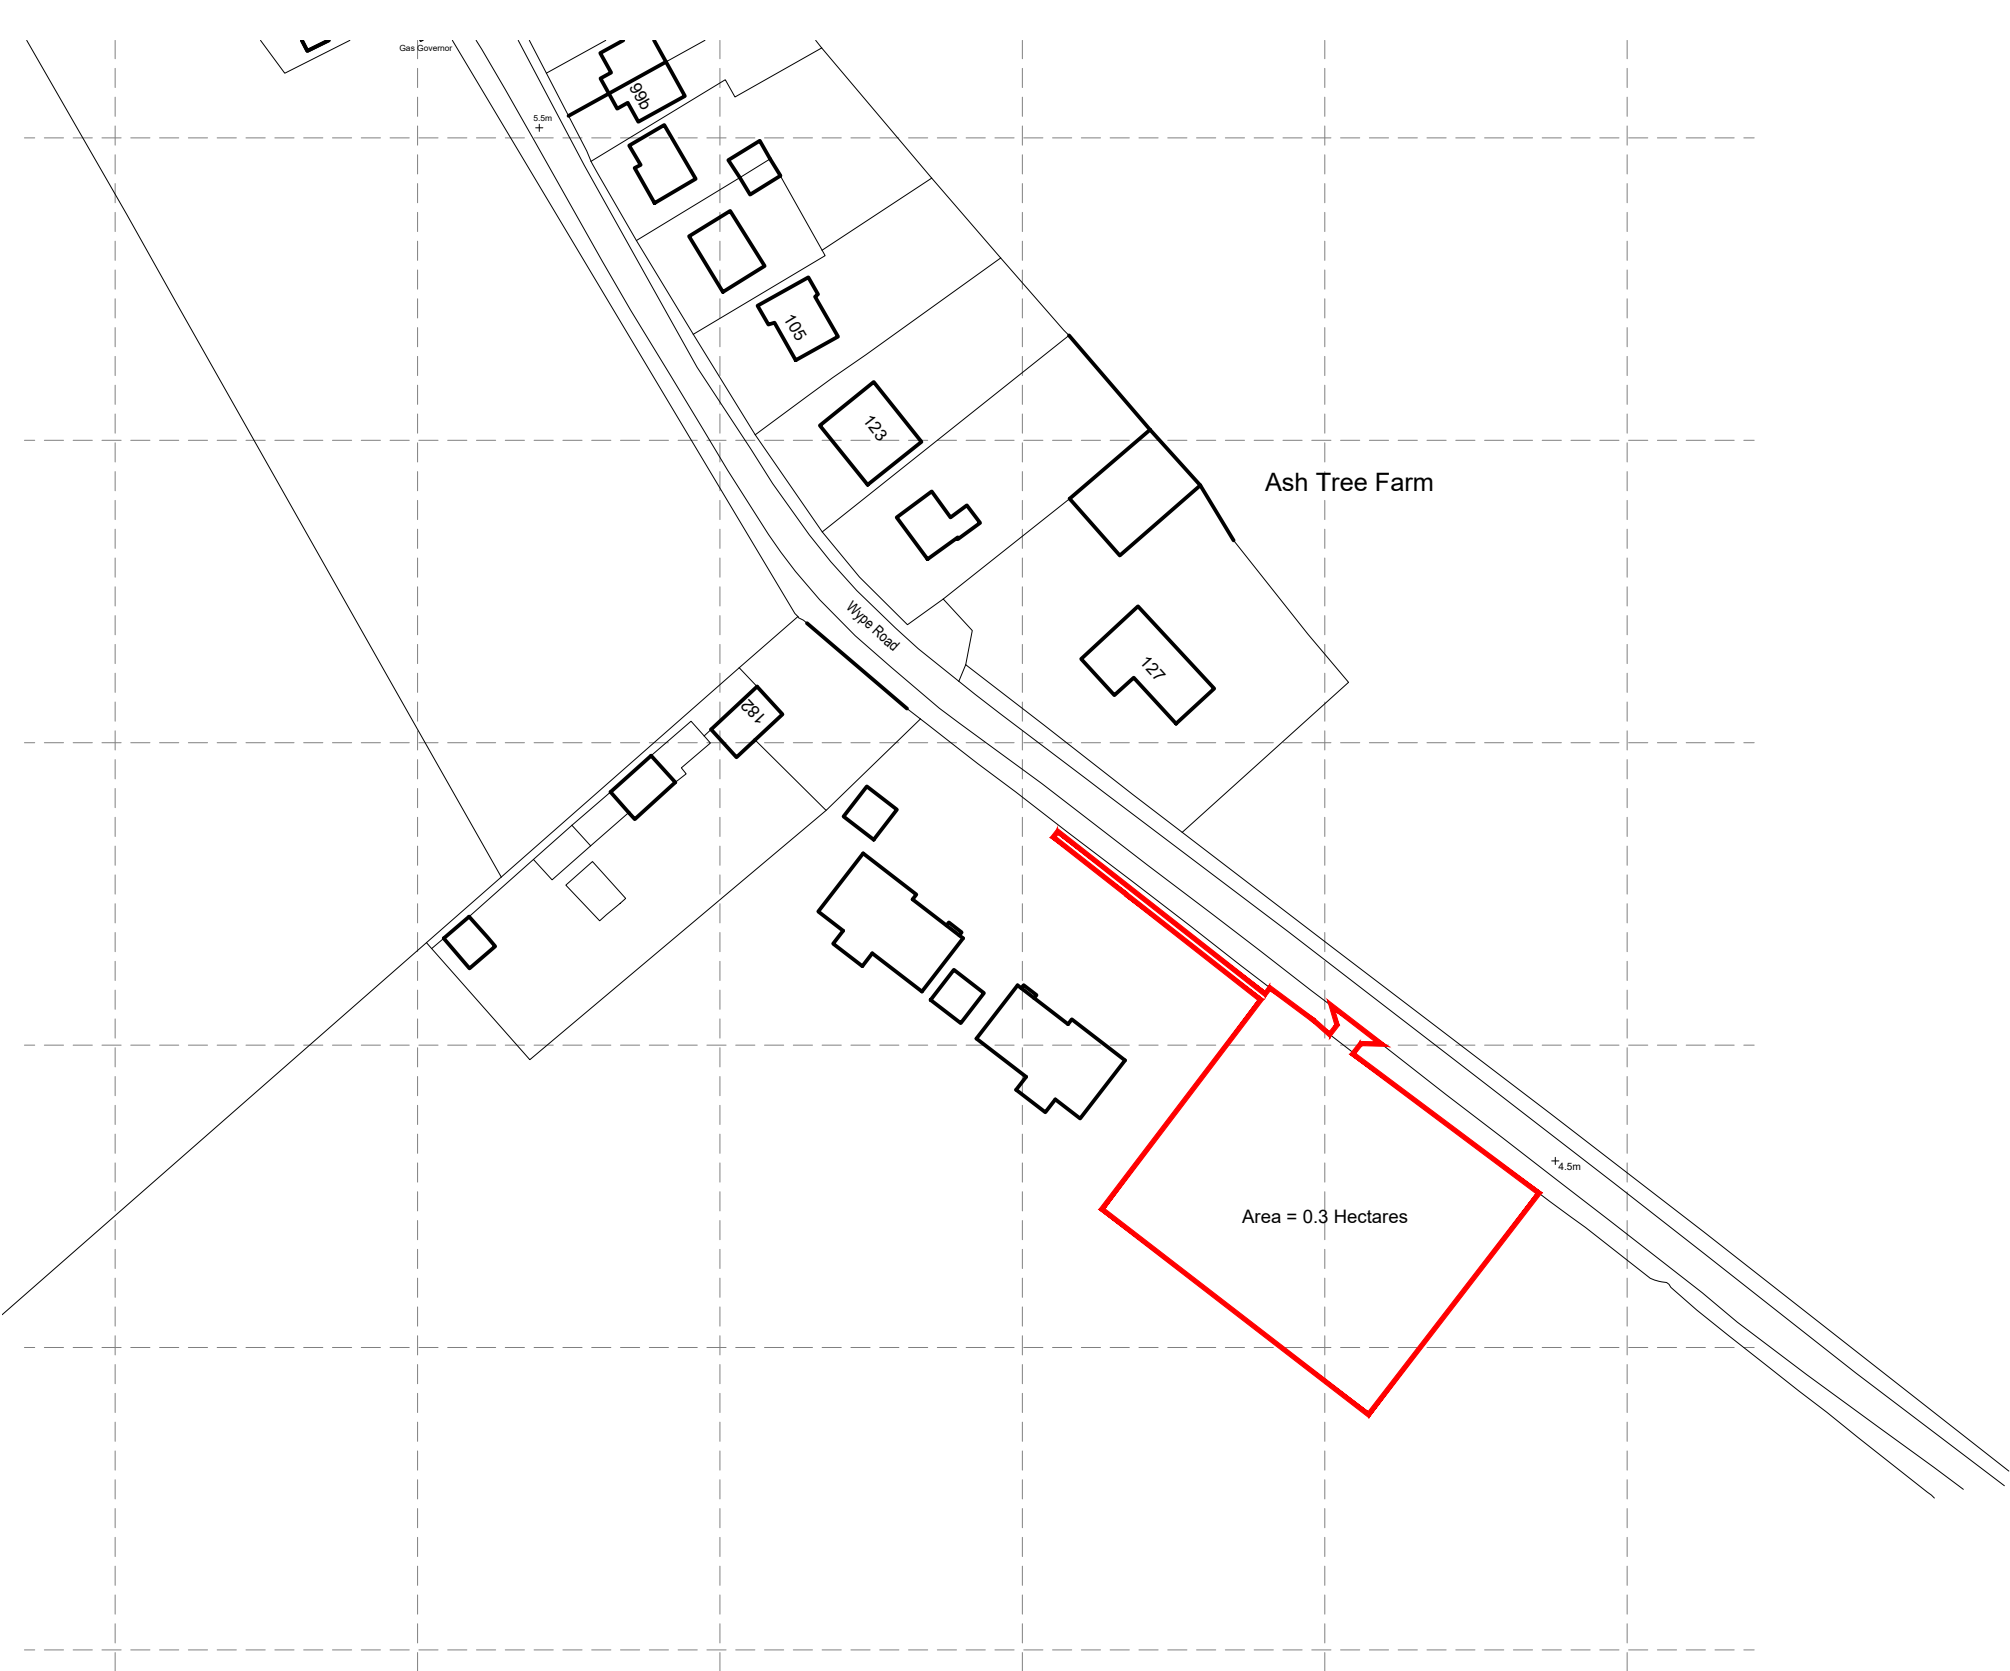 Gas Governor
99b
5.5m
105
123
Ash Tree Farm
Wype Road
127
182
4.5m
Area = 0.3 Hectares